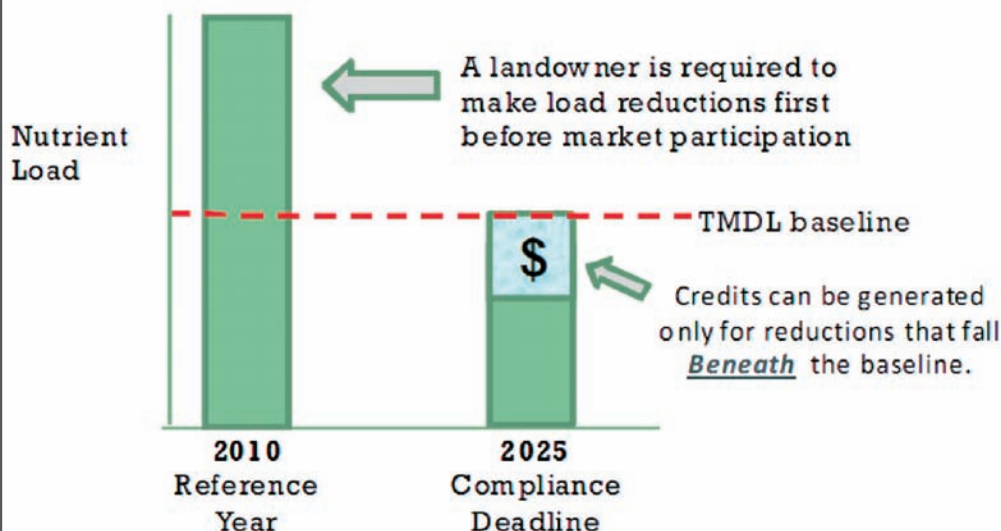 Nutrient
Load
A landowner is required to
make load reductions first
before market participation
TMDL baseline
$
Credits can be generated
only for reductions that fall
Beneath the baseline.
2010
Reference
Year
2025
Compliance
Deadline